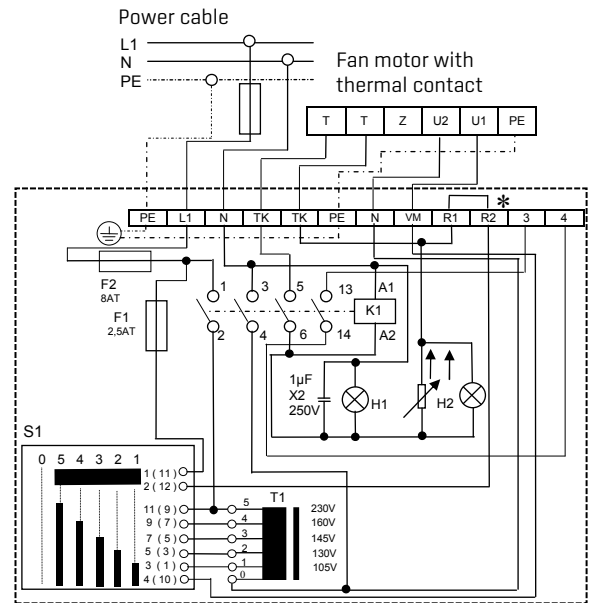 Power cable
L1
N
PE
Fan motor with
thermal contact
T T Z U2 U1 PE
*
PE L1 N TK TK PE N VM R1 R2 3 4
F2
8AT
F1
2,5AT
1 3 5 13 A1
K1
2 4 6 14 A2
1µF
X2
250V
H1
H2
S1
0 5 4 3 2 1
1 (11)
2 (12)
11 (9) 5 T1 230V
9 (7) 4 160V
7 (5) 3 145V
5 (3) 2 130V
3 (1) 1 105V
4 (10) 0